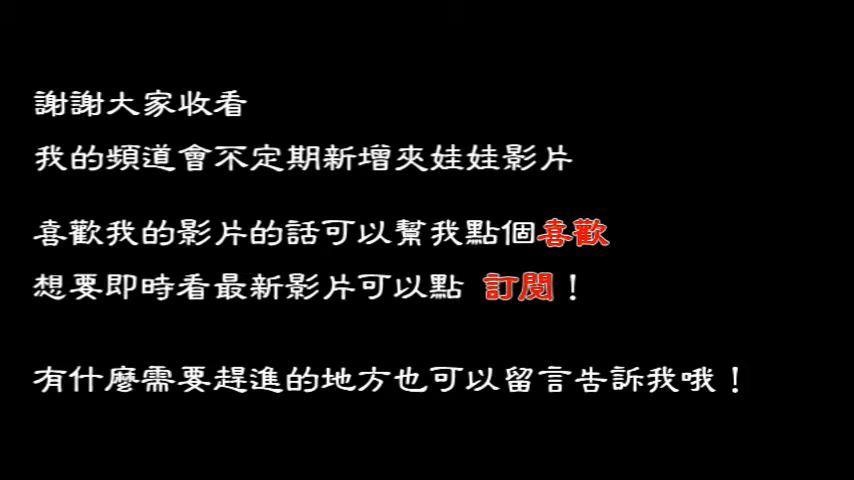 謝謝大家收看
我的頻道會不定期新增夾娃娃影片
喜歡我的影片的話可以幫我點個喜歡
想要即時看最新影片可以點 訂閱！
有什麼需要趕進的地方也可以留言告訴我哦！